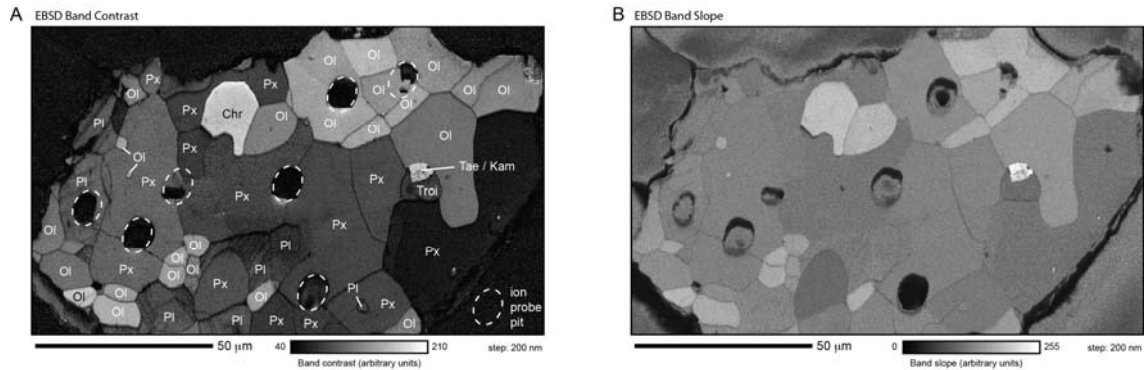 A
EBSD Band Contrast
Ol
Ol
Ol
Ol
Px
Px
Ol
Ol
Ol
Ol
Ol
Px
Chr
Ol
Ol
Ol
Pl
Ol
Px
Ol
Tae / Kam
Pl
Px
Px
Px
Troi
Ol
Px
Px
Ol
Ol
Px
Ol
Ol
Pl
Px
Pl
Px
Ol
Ol
Ol
Pl
Px
Px
Ol
ion
probe
pit
50 μm
40
210
step: 200 nm
Band contrast (arbitrary units)
B
EBSD Band Slope
50 μm
0
255
step: 200 nm
Band slope (arbitrary units)